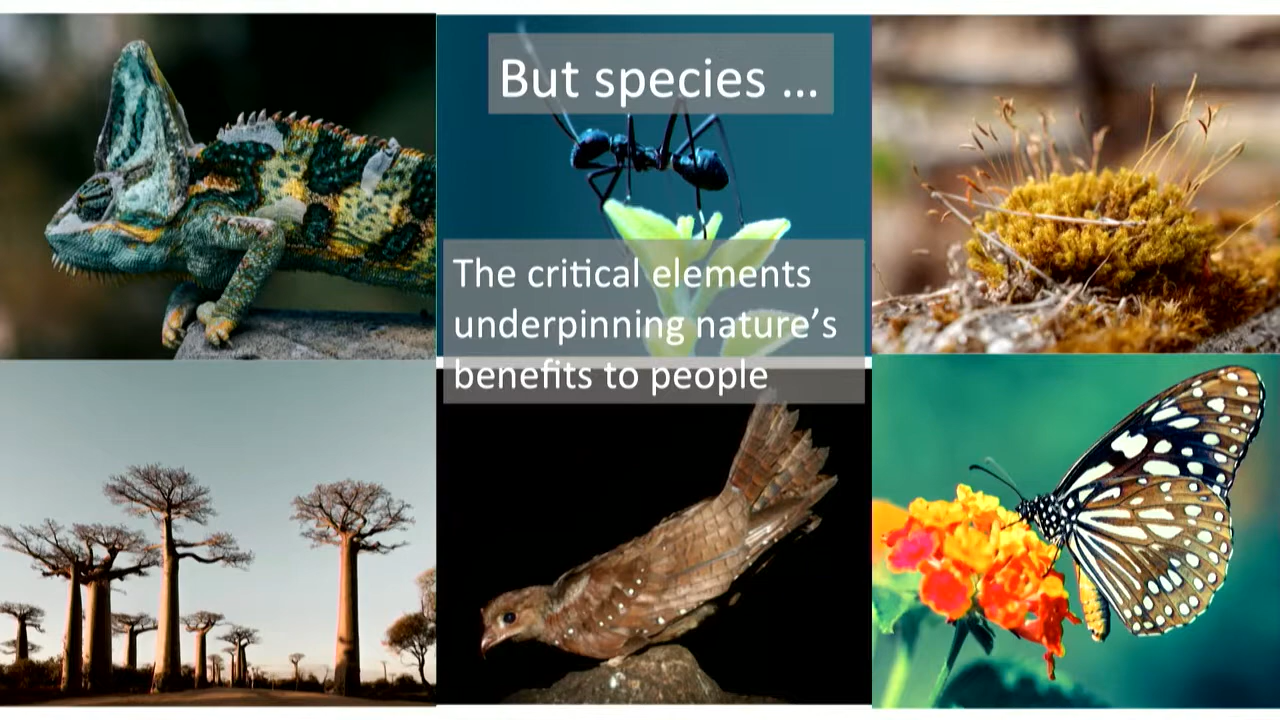 But species ...
The critical elements
underpinning nature’s
benefits to people